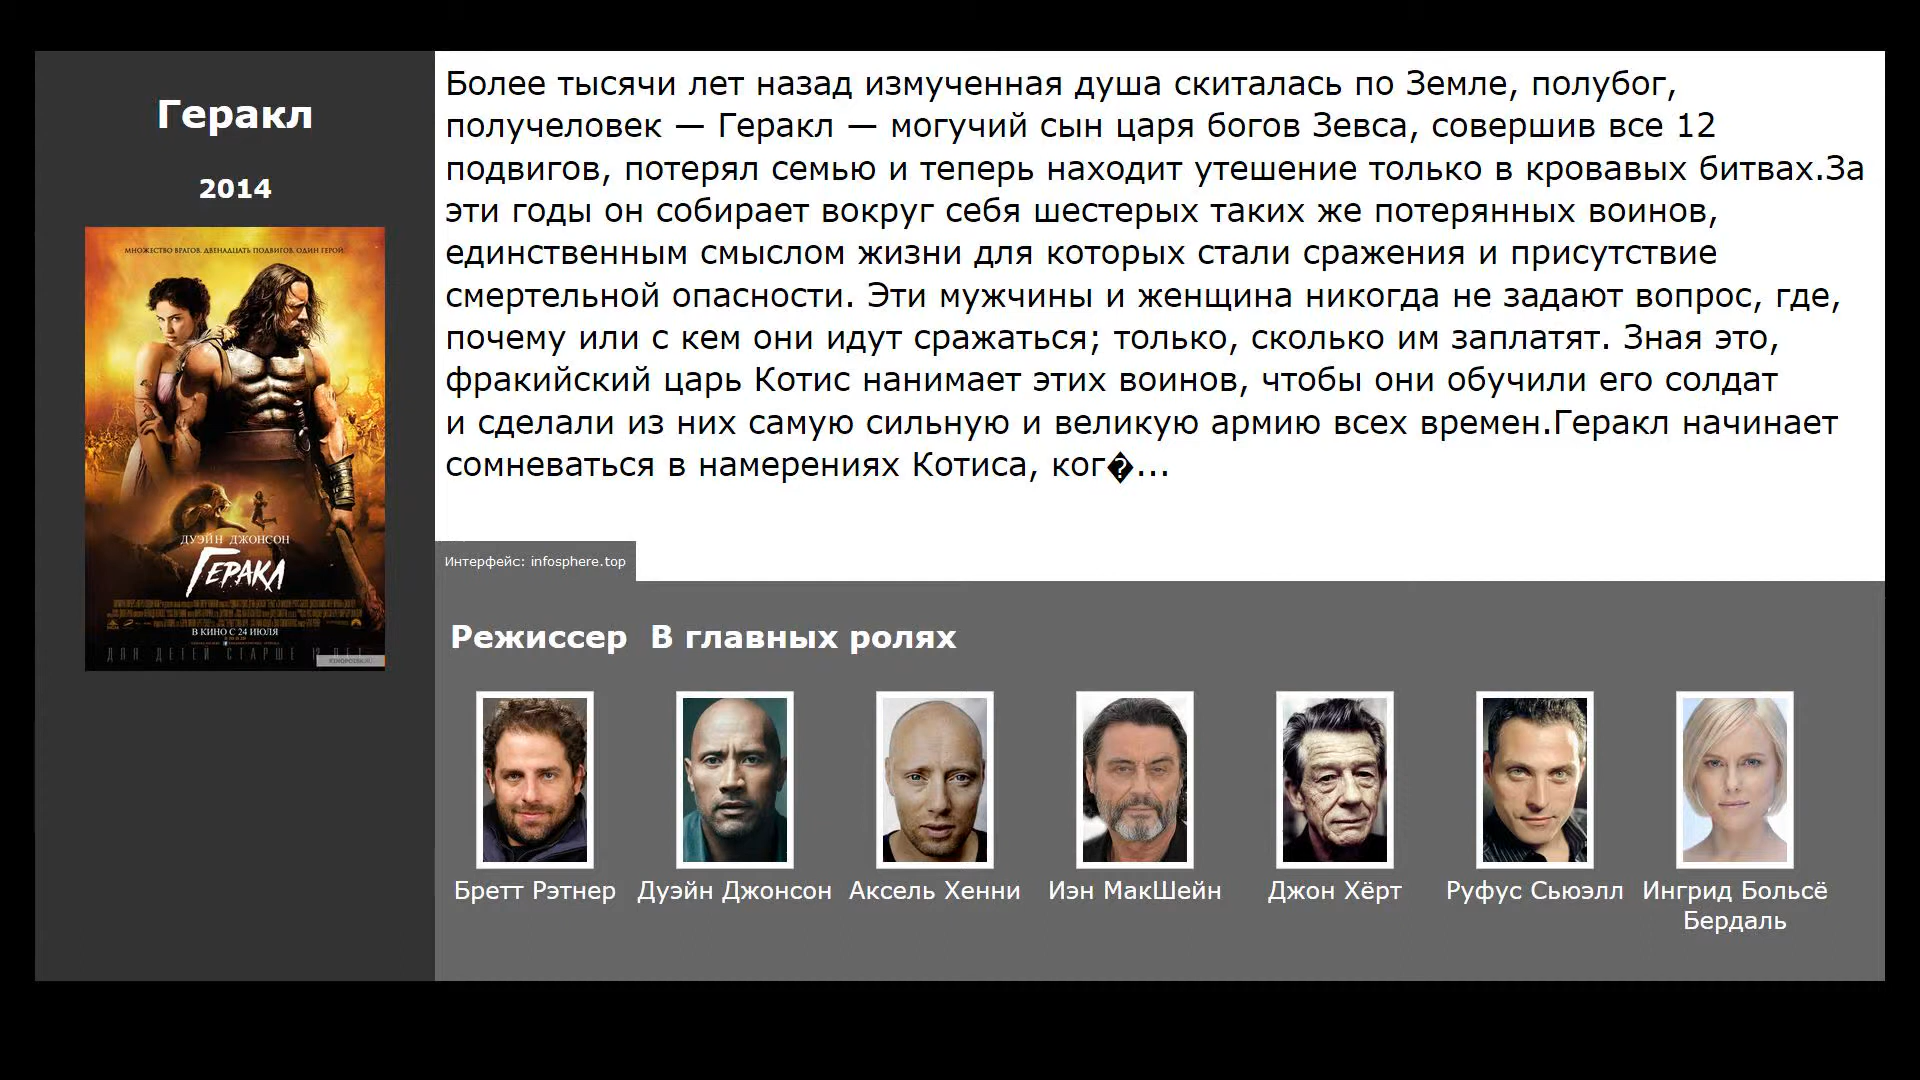 Геракл
2014
МНОЖЕСТВО ВРАГОВ. ДВЕНАДЦАТЬ ПОДВИГОВ. ОДИН ГЕРОЙ.
ДУЭЙН ДЖОНСОН
ГЕРАКЛ
В КИНО С 24 ИЮЛЯ
ДЛЯ ДЕТЕЙ СТАРШЕ 12 ЛЕТ
Более тысячи лет назад измученная душа скиталась по Земле, полубог,
получеловек — Геракл — могучий сын царя богов Зевса, совершив все 12
подвигов, потерял семью и теперь находит утешение только в кровавых битвах.За
эти годы он собирает вокруг себя шестерых таких же потерянных воинов,
единственным смыслом жизни для которых стали сражения и присутствие
смертельной опасности. Эти мужчины и женщина никогда не задают вопрос, где,
почему или с кем они идут сражаться; только, сколько им заплатят. Зная это,
фракийский царь Котис нанимает этих воинов, чтобы они обучили его солдат
и сделали из них самую сильную и великую армию всех времен.Геракл начинает
сомневаться в намерениях Котиса, ког�...
Интерфейс: infosphere.top
Режиссер В главных ролях
Бретт Рэтнер
Дуэйн Джонсон
Аксель Хенни
Иэн МакШейн
Джон Хёрт
Руфус Сьюэлл
Ингрид Больсё
Бердаль